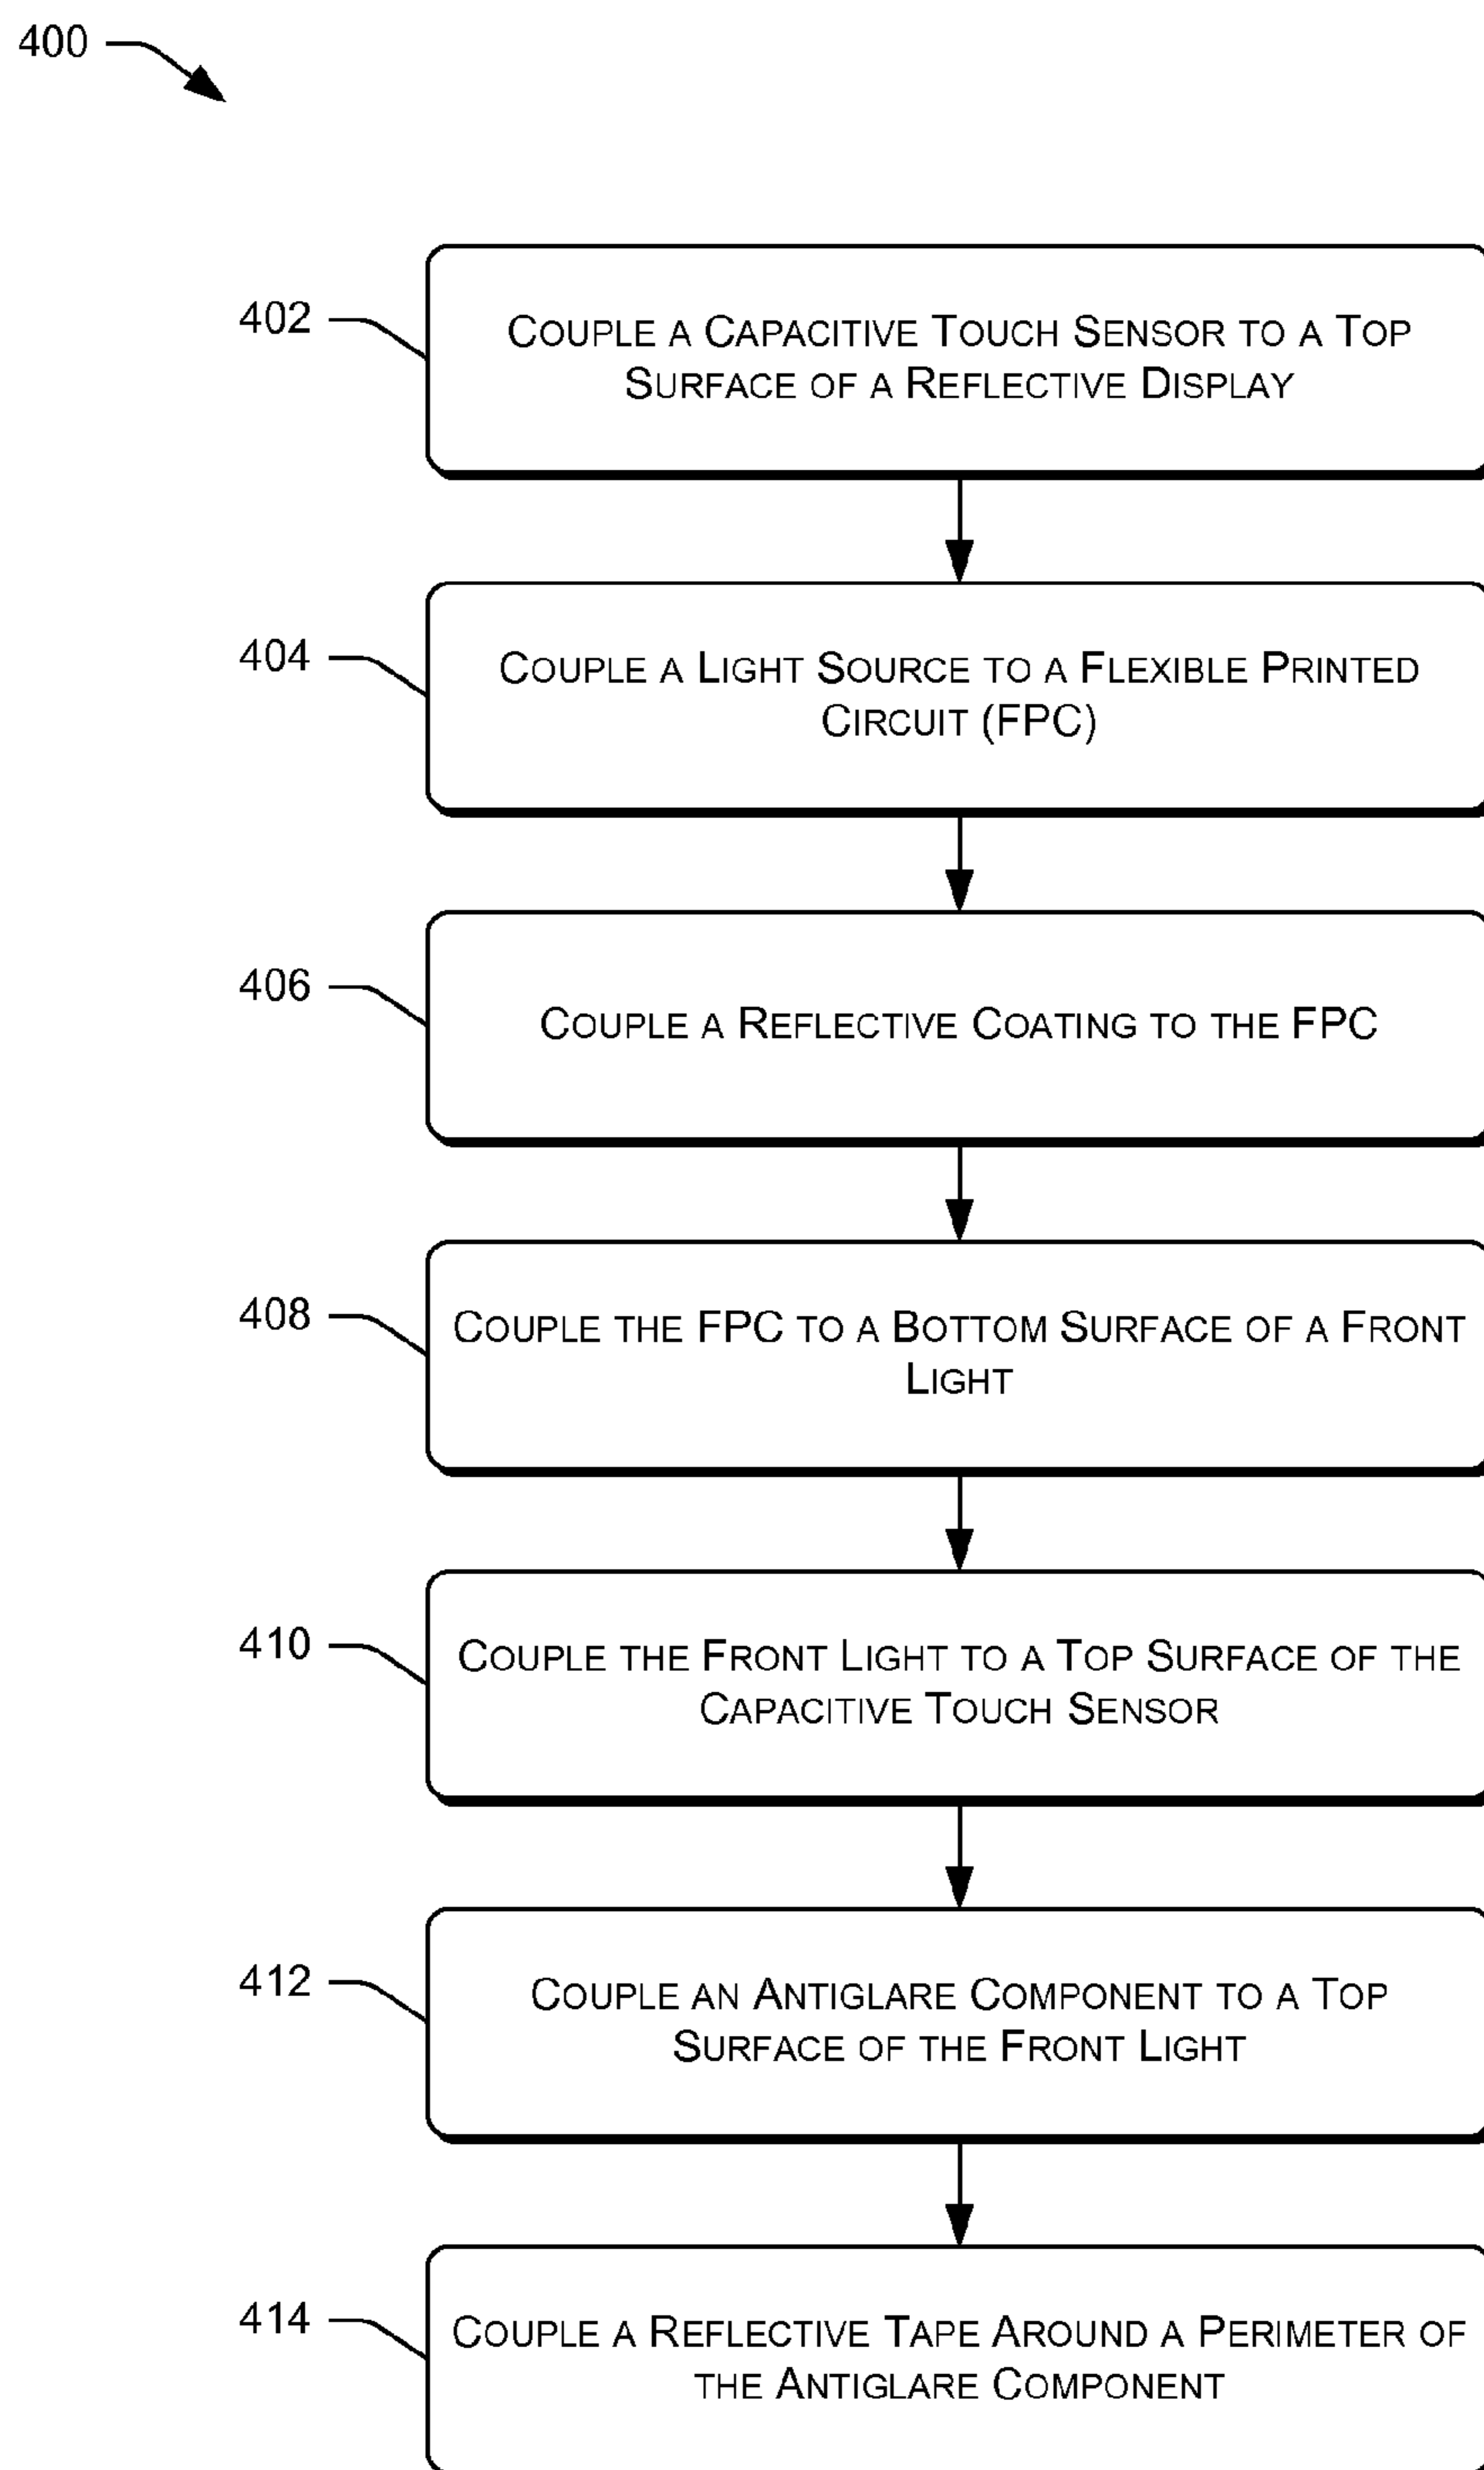 400
402
COUPLE A CAPACITIVE TOUCH SENSOR TO A TOP
SURFACE OF A REFLECTIVE DISPLAY
404
COUPLE A LIGHT SOURCE TO A FLEXIBLE PRINTED
CIRCUIT (FPC)
406
COUPLE A REFLECTIVE COATING TO THE FPC
408
COUPLE THE FPC TO A BOTTOM SURFACE OF A FRONT
LIGHT
410
COUPLE THE FRONT LIGHT TO A TOP SURFACE OF THE
CAPACITIVE TOUCH SENSOR
412
COUPLE AN ANTIGLARE COMPONENT TO A TOP
SURFACE OF THE FRONT LIGHT
414
COUPLE A REFLECTIVE TAPE AROUND A PERIMETER OF
THE ANTIGLARE COMPONENT